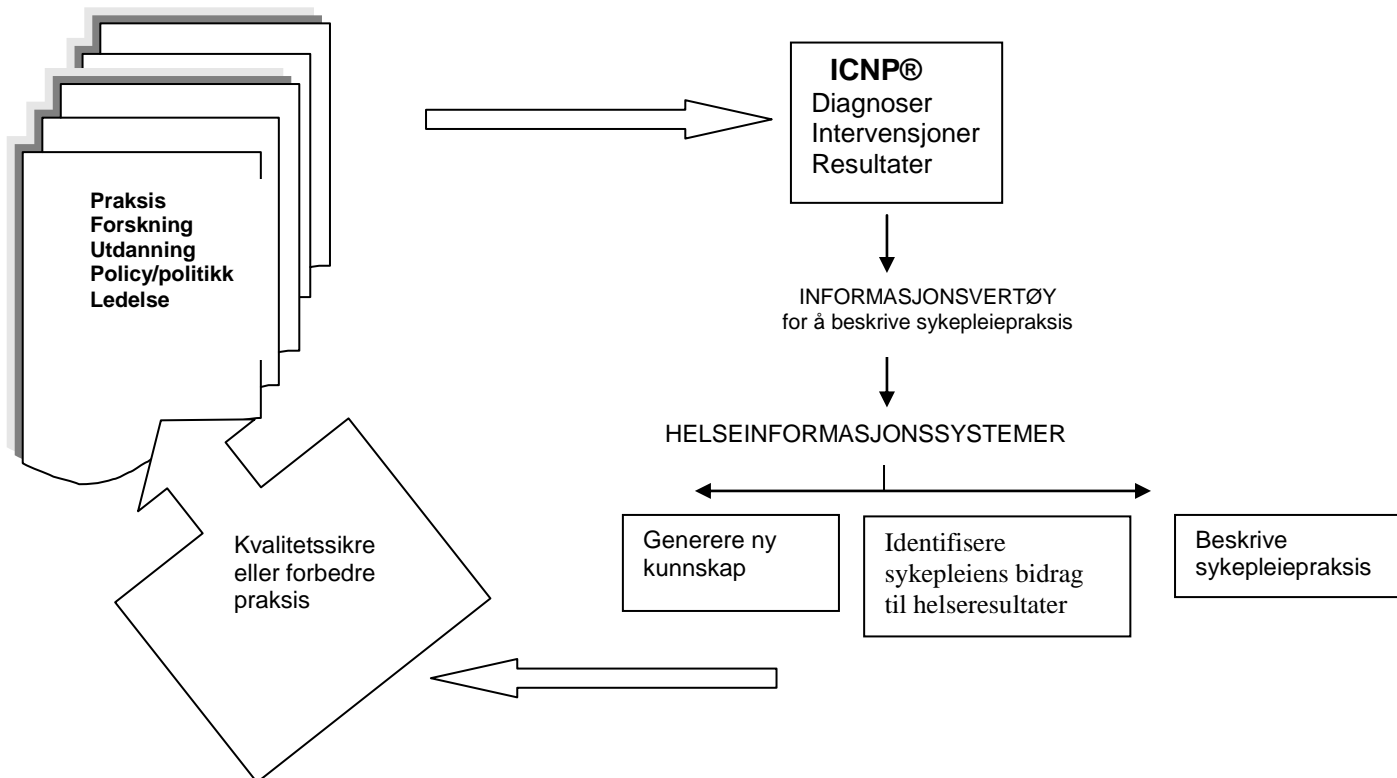 Praksis
Forskning
Utdanning
Policy/politikk
Ledelse
ICNP®
Diagnoser
Intervensjoner
Resultater
INFORMASJONSVERTØY
for å beskrive sykepleiepraksis
HELSEINFORMASJONSSYSTEMER
Generere ny
kunnskap
Identifisere
sykepleiens bidrag
til helseresultater
Beskrive
sykepleiepraksis
Kvalitetssikre
eller forbedre
praksis